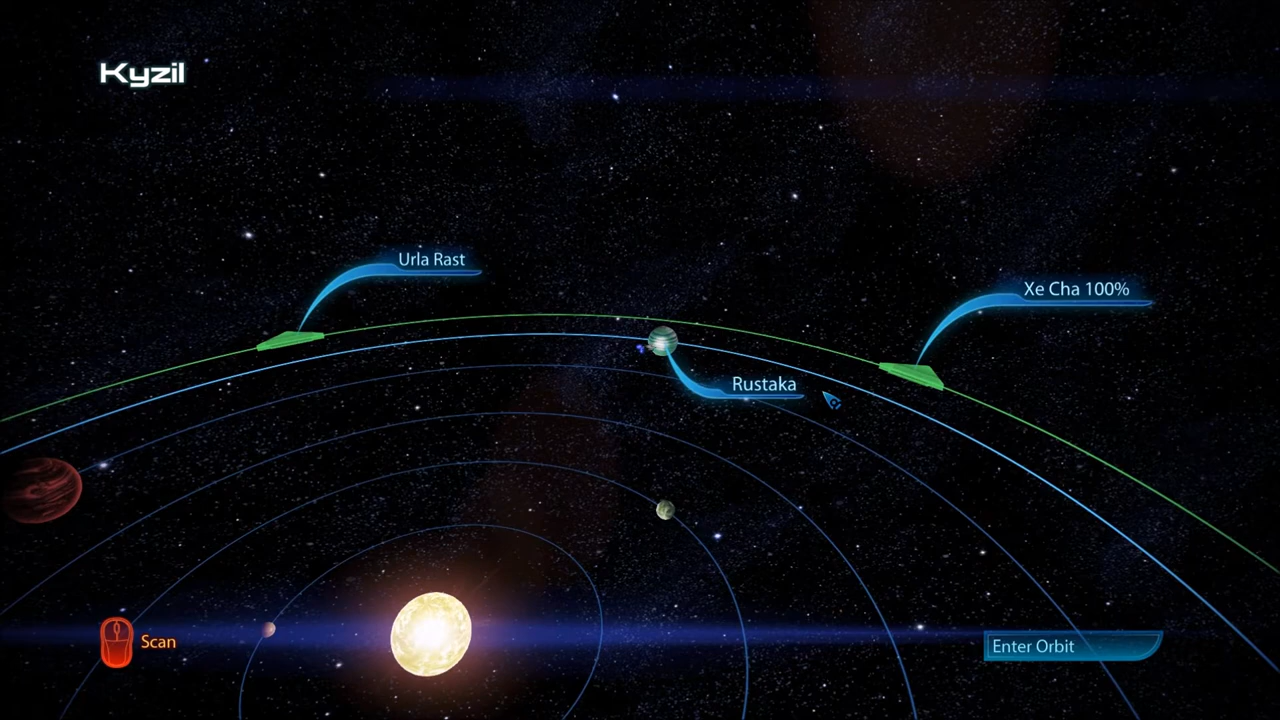 Kyzil
Urla Rast
Xe Cha 100%
Rustaka
Scan
Enter Orbit